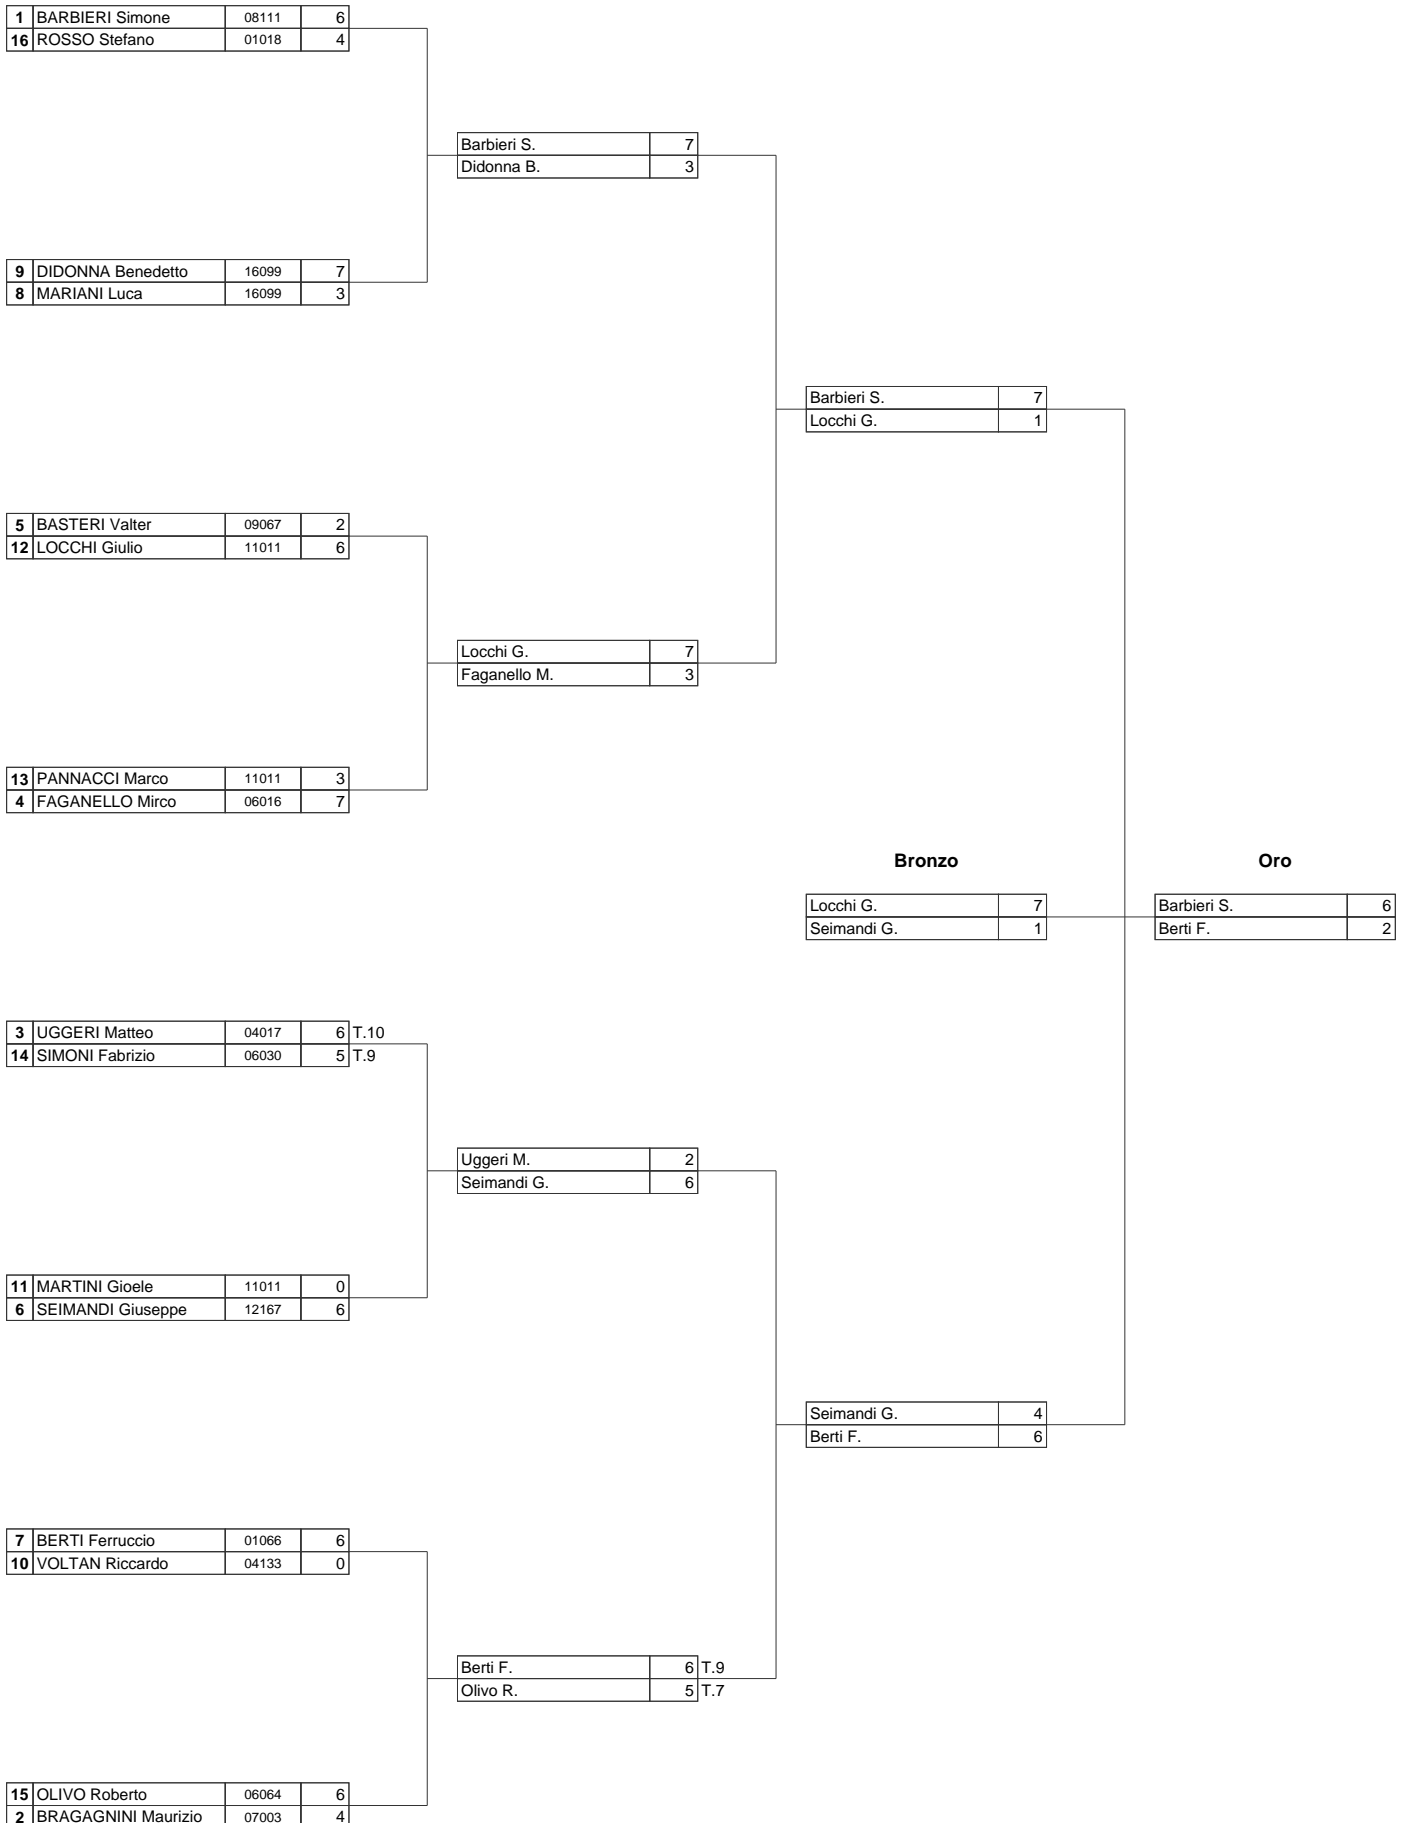 1 BARBIERI Simone 08111 6
16 ROSSO Stefano 01018 4
Barbieri S. 7
Didonna B. 3
9 DIDONNA Benedetto 16099 7
8 MARIANI Luca 16099 3
Barbieri S. 7
Locchi G. 1
5 BASTERI Valter 09067 2
12 LOCCHI Giulio 11011 6
Locchi G. 7
Faganello M. 3
13 PANNACCI Marco 11011 3
4 FAGANELLO Mirco 06016 7
Bronzo Oro
Locchi G. 7 Barbieri S. 6
Seimandi G. 1 Berti F. 2
3 UGGERI Matteo 04017 6 T.10
14 SIMONI Fabrizio 06030 5 T.9
Uggeri M. 2
Seimandi G. 6
11 MARTINI Gioele 11011 0
6 SEIMANDI Giuseppe 12167 6
Seimandi G. 4
Berti F. 6
7 BERTI Ferruccio 01066 6
10 VOLTAN Riccardo 04133 0
Berti F. 6 T.9
Olivo R. 5 T.7
15 OLIVO Roberto 06064 6
2 BRAGAGNINI Maurizio 07003 4